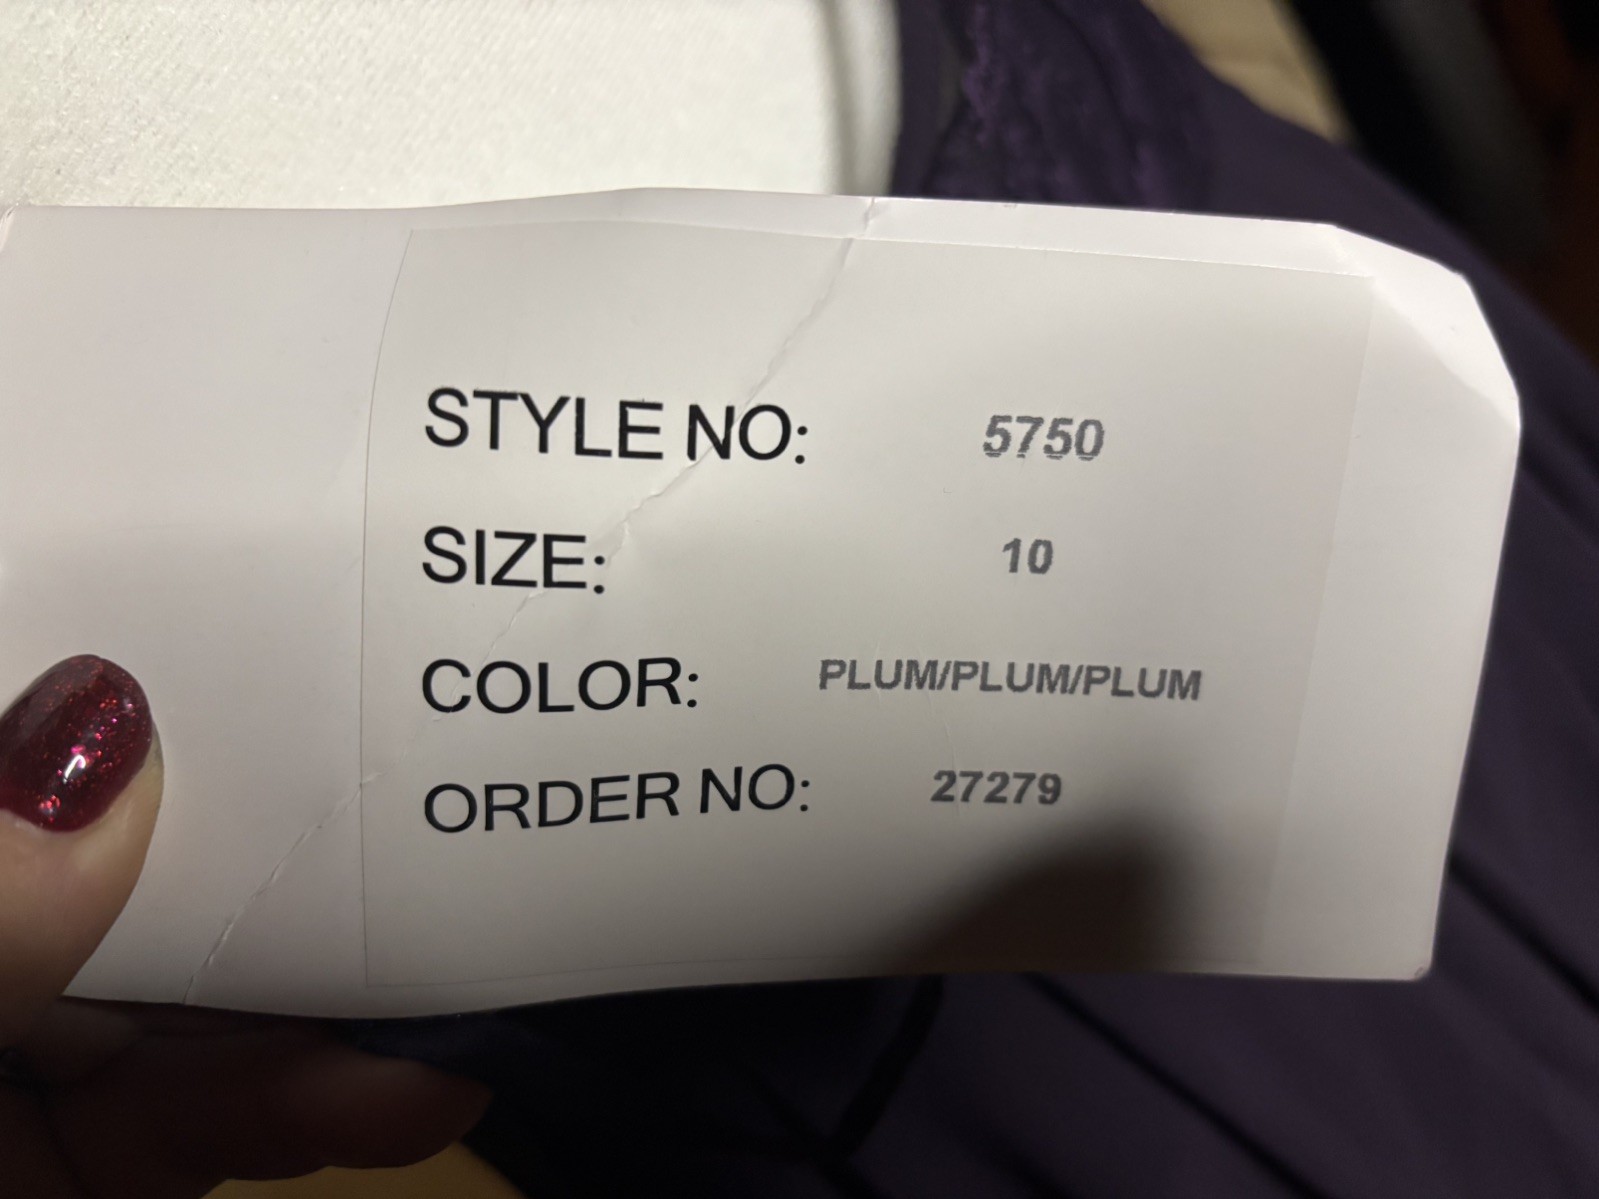 STYLE NO: 5750
SIZE: 10
COLOR: PLUM/PLUM/PLUM
ORDER NO: 27279